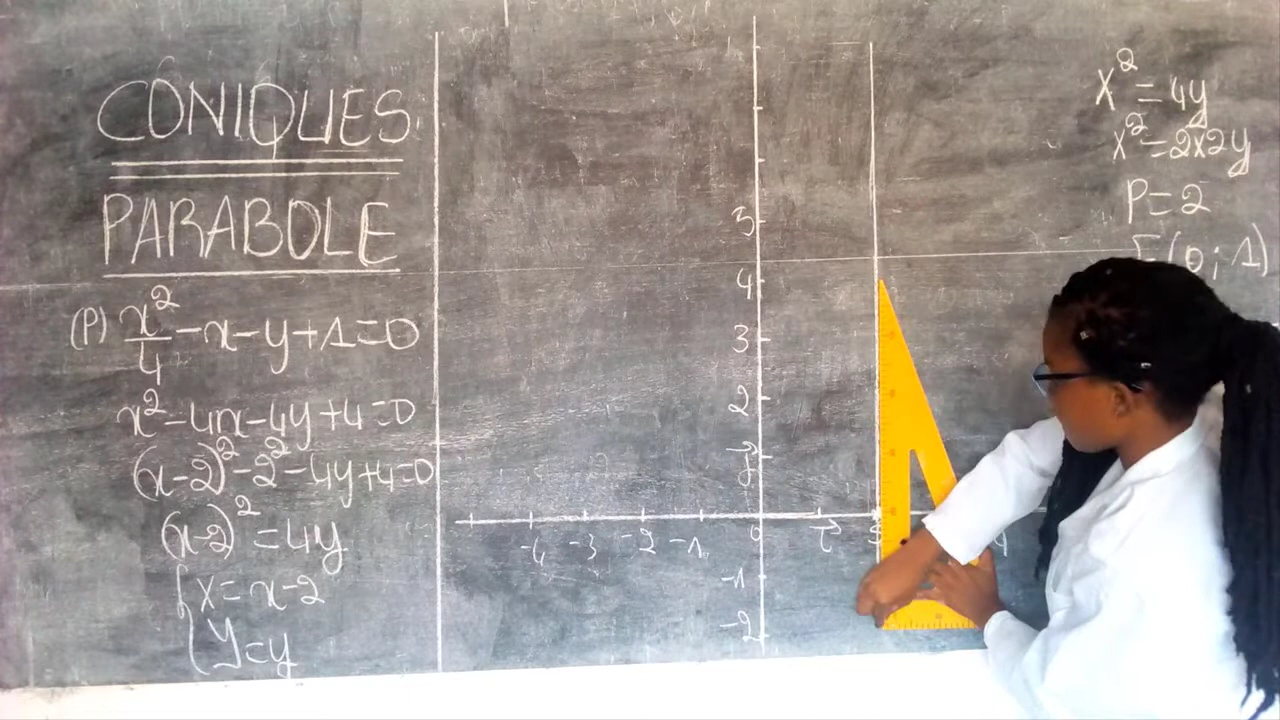 CONIQUES
PARABOLE
(P) x²/4 - x - y + 1 = 0
x² - 4x - 4y + 4 = 0
(x-2)² - 2² - 4y + 4 = 0
(x-2)² = 4y
{ X = x-2
{ Y = y
5
4
3
2
j
-4 -3 -2 -1 0 i S 4
-1
-2
X² = 4y
X² = 2x2y
P = 2
F(0; 1)